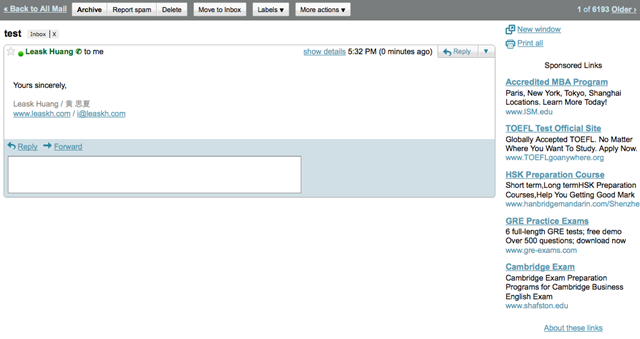 « Back to All Mail Archive Report spam Delete Move to Inbox Labels ▼ More actions ▼ 1 of 6193 Older ›
test Inbox | X
Leask Huang to me show details 5:32 PM (0 minutes ago) Reply ▼
Yours sincerely,
Leask Huang / 黄 思夏
www.leaskh.com / i@leaskh.com
Reply Forward
New window
Print all
Sponsored Links
Accredited MBA Program
Paris, New York, Tokyo, Shanghai
Locations. Learn More Today!
www.ISM.edu
TOEFL Test Official Site
Globally Accepted TOEFL. No Matter
Where You Want To Study. Apply Now.
www.TOEFLgoanywhere.org
HSK Preparation Course
Short term,Long termHSK Preparation
Courses,Help You Getting Good Mark
www.hanbridgemandarin.com/Shenzhe
GRE Practice Exams
6 full-length GRE tests; free demo
Over 500 questions; download now
www.gre-exams.com
Cambridge Exam
Cambridge Exam Preparation
Programs for Cambridge Business
English Exam
www.shafston.edu
About these links